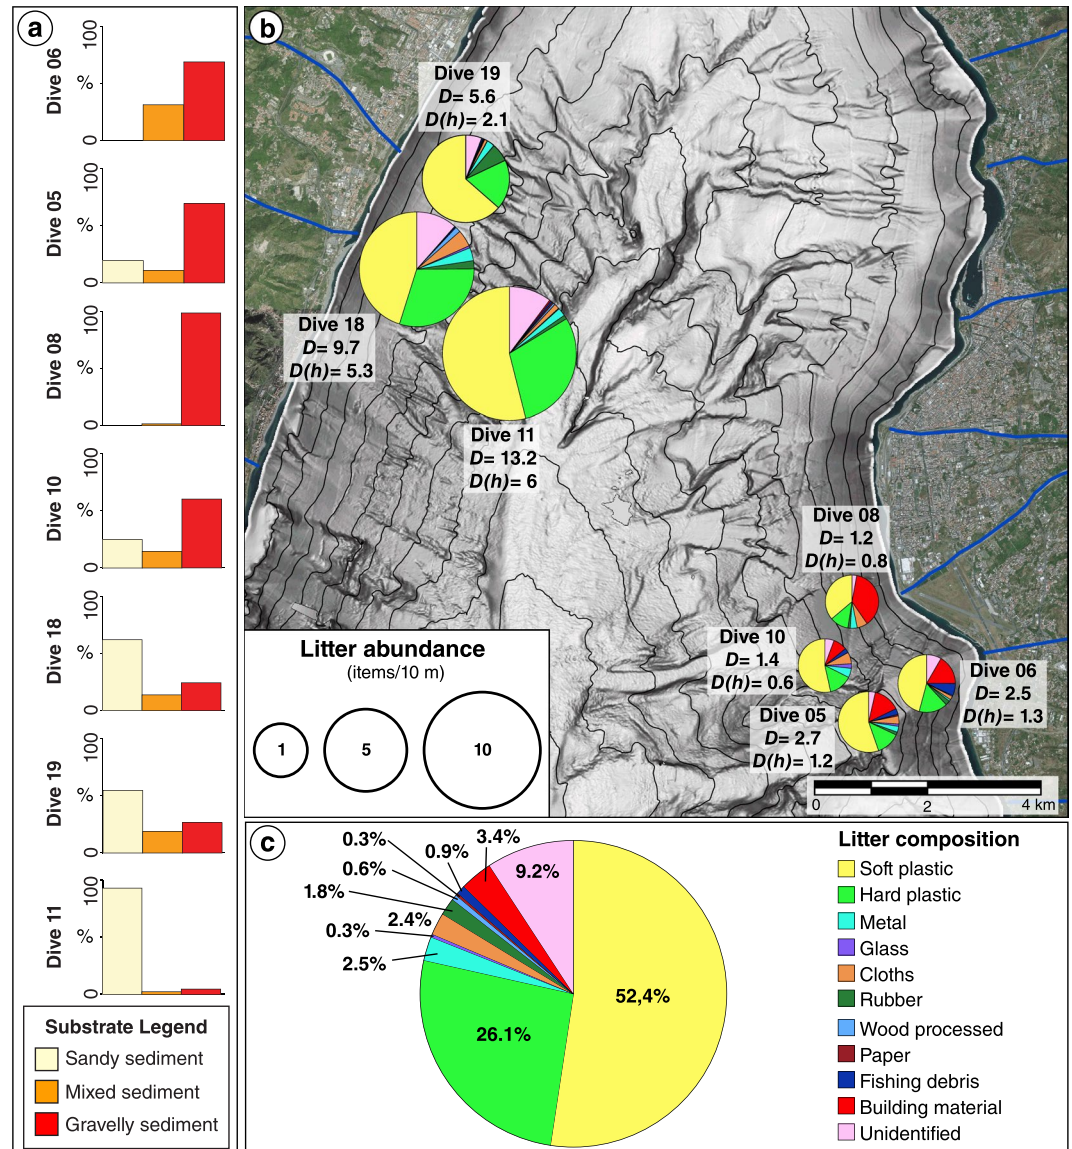 a
Dive 06
100
%
0
Dive 05
100
%
0
Dive 08
100
%
0
Dive 10
100
%
0
Dive 18
100
%
0
Dive 19
100
%
0
Dive 11
100
%
0
Substrate Legend
Sandy sediment
Mixed sediment
Gravelly sediment
b
Dive 19
D= 5.6
D(h)= 2.1
Dive 18
D= 9.7
D(h)= 5.3
Dive 11
D= 13.2
D(h)= 6
Dive 08
D= 1.2
D(h)= 0.8
Dive 10
D= 1.4
D(h)= 0.6
Dive 06
D= 2.5
D(h)= 1.3
Dive 05
D= 2.7
D(h)= 1.2
Litter abundance
(items/10 m)
1
5
10
0
2
4 km
c
0.3%
3.4%
0.9%
0.6%
9.2%
1.8%
2.4%
0.3%
2.5%
52,4%
26.1%
Litter composition
Soft plastic
Hard plastic
Metal
Glass
Cloths
Rubber
Wood processed
Paper
Fishing debris
Building material
Unidentified